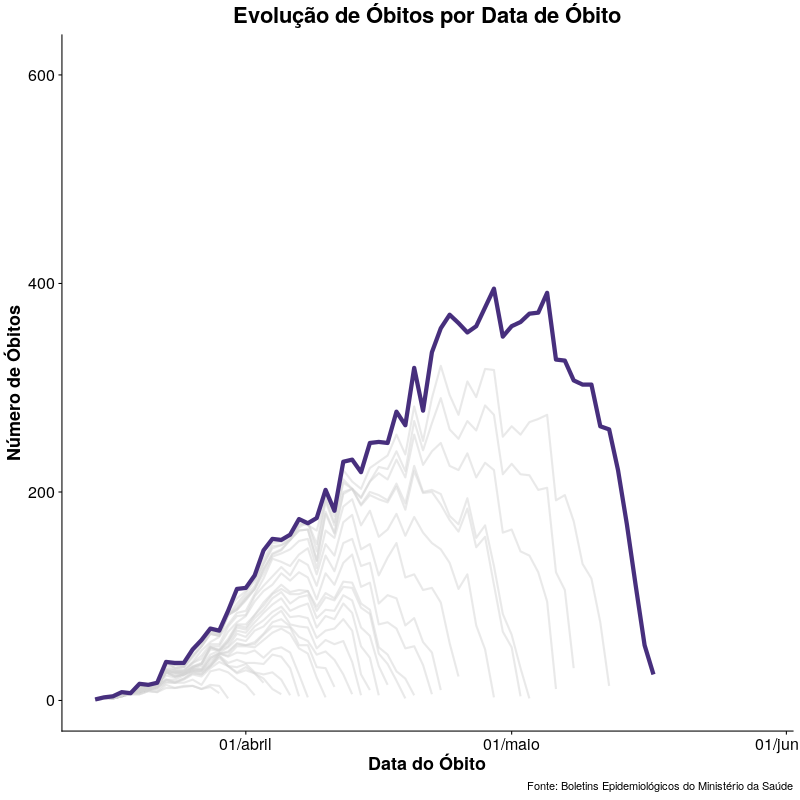 Evolução de Óbitos por Data de Óbito
Número de Óbitos
600
400
200
0
01/abril
01/maio
01/jun
Data do Óbito
Fonte: Boletins Epidemiológicos do Ministério da Saúde